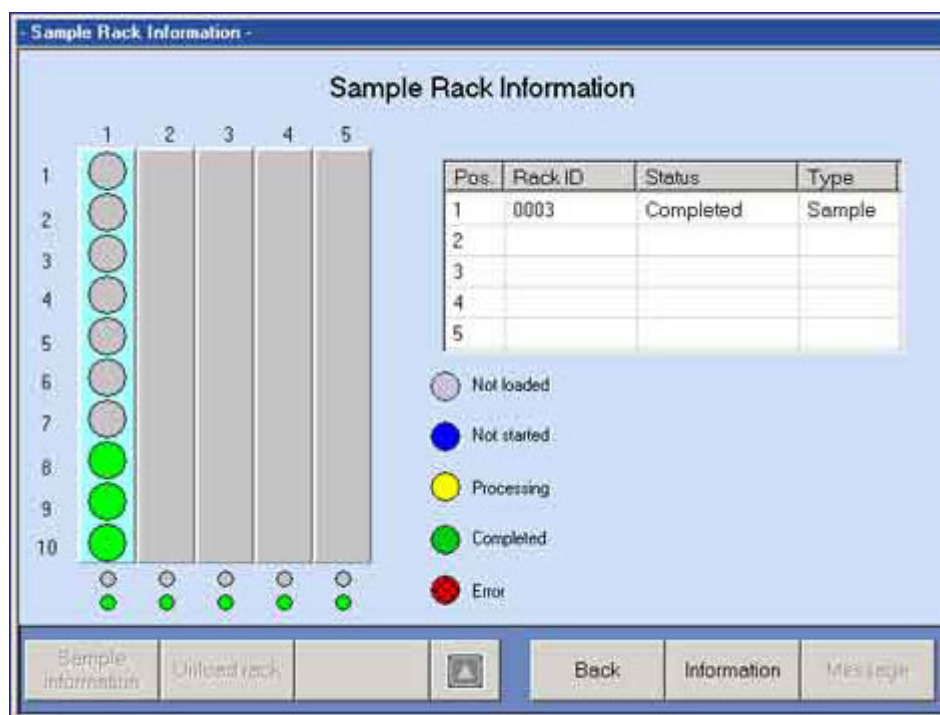 - Sample Rack Information -
Sample Rack Information
1 2 3 4 5
1
2
3
4
5
6
7
8
9
10
Pos. Rack ID Status Type
1 0003 Completed Sample
2
3
4
5
Not loaded
Not started
Processing
Completed
Error
Sample information
Unload rack
Back
Information
Message